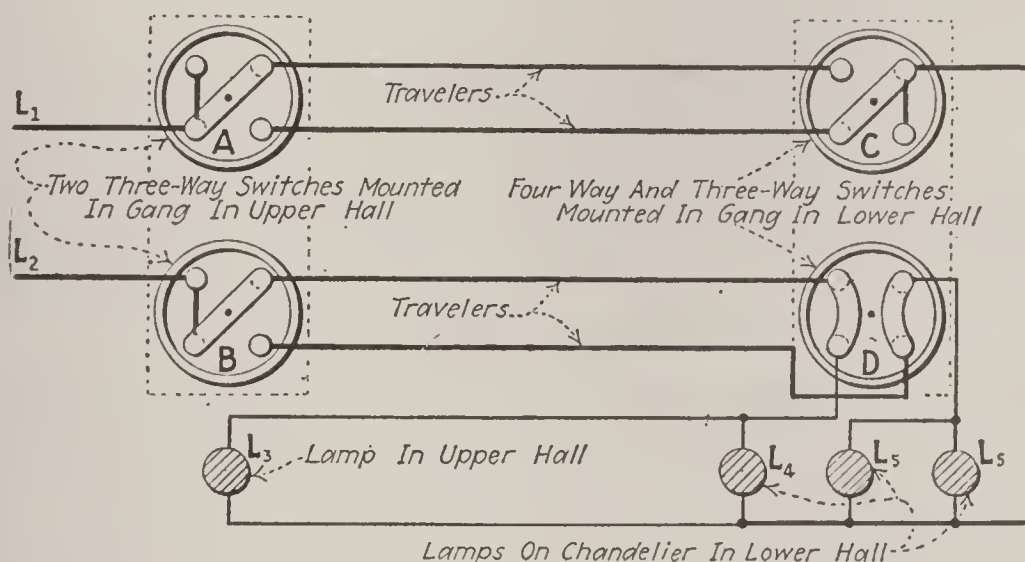 L1
A
Travelers
C
Two Three-Way Switches Mounted
In Gang In Upper Hall
Four Way And Three-Way Switches
Mounted In Gang In Lower Hall
L2
B
Travelers
D
L3
Lamp In Upper Hall
L4
L5
L5
Lamps On Chandelier In Lower Hall